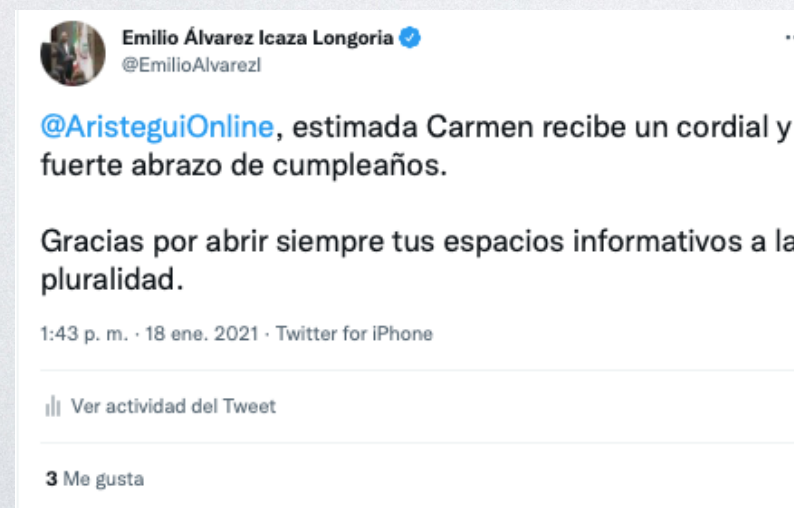 Emilio Álvarez Icaza Longoria
@EmilioAlvarezI
@AristeguiOnline, estimada Carmen recibe un cordial y
fuerte abrazo de cumpleaños.
Gracias por abrir siempre tus espacios informativos a la
pluralidad.
1:43 p. m. · 18 ene. 2021 · Twitter for iPhone
Ver actividad del Tweet
3 Me gusta